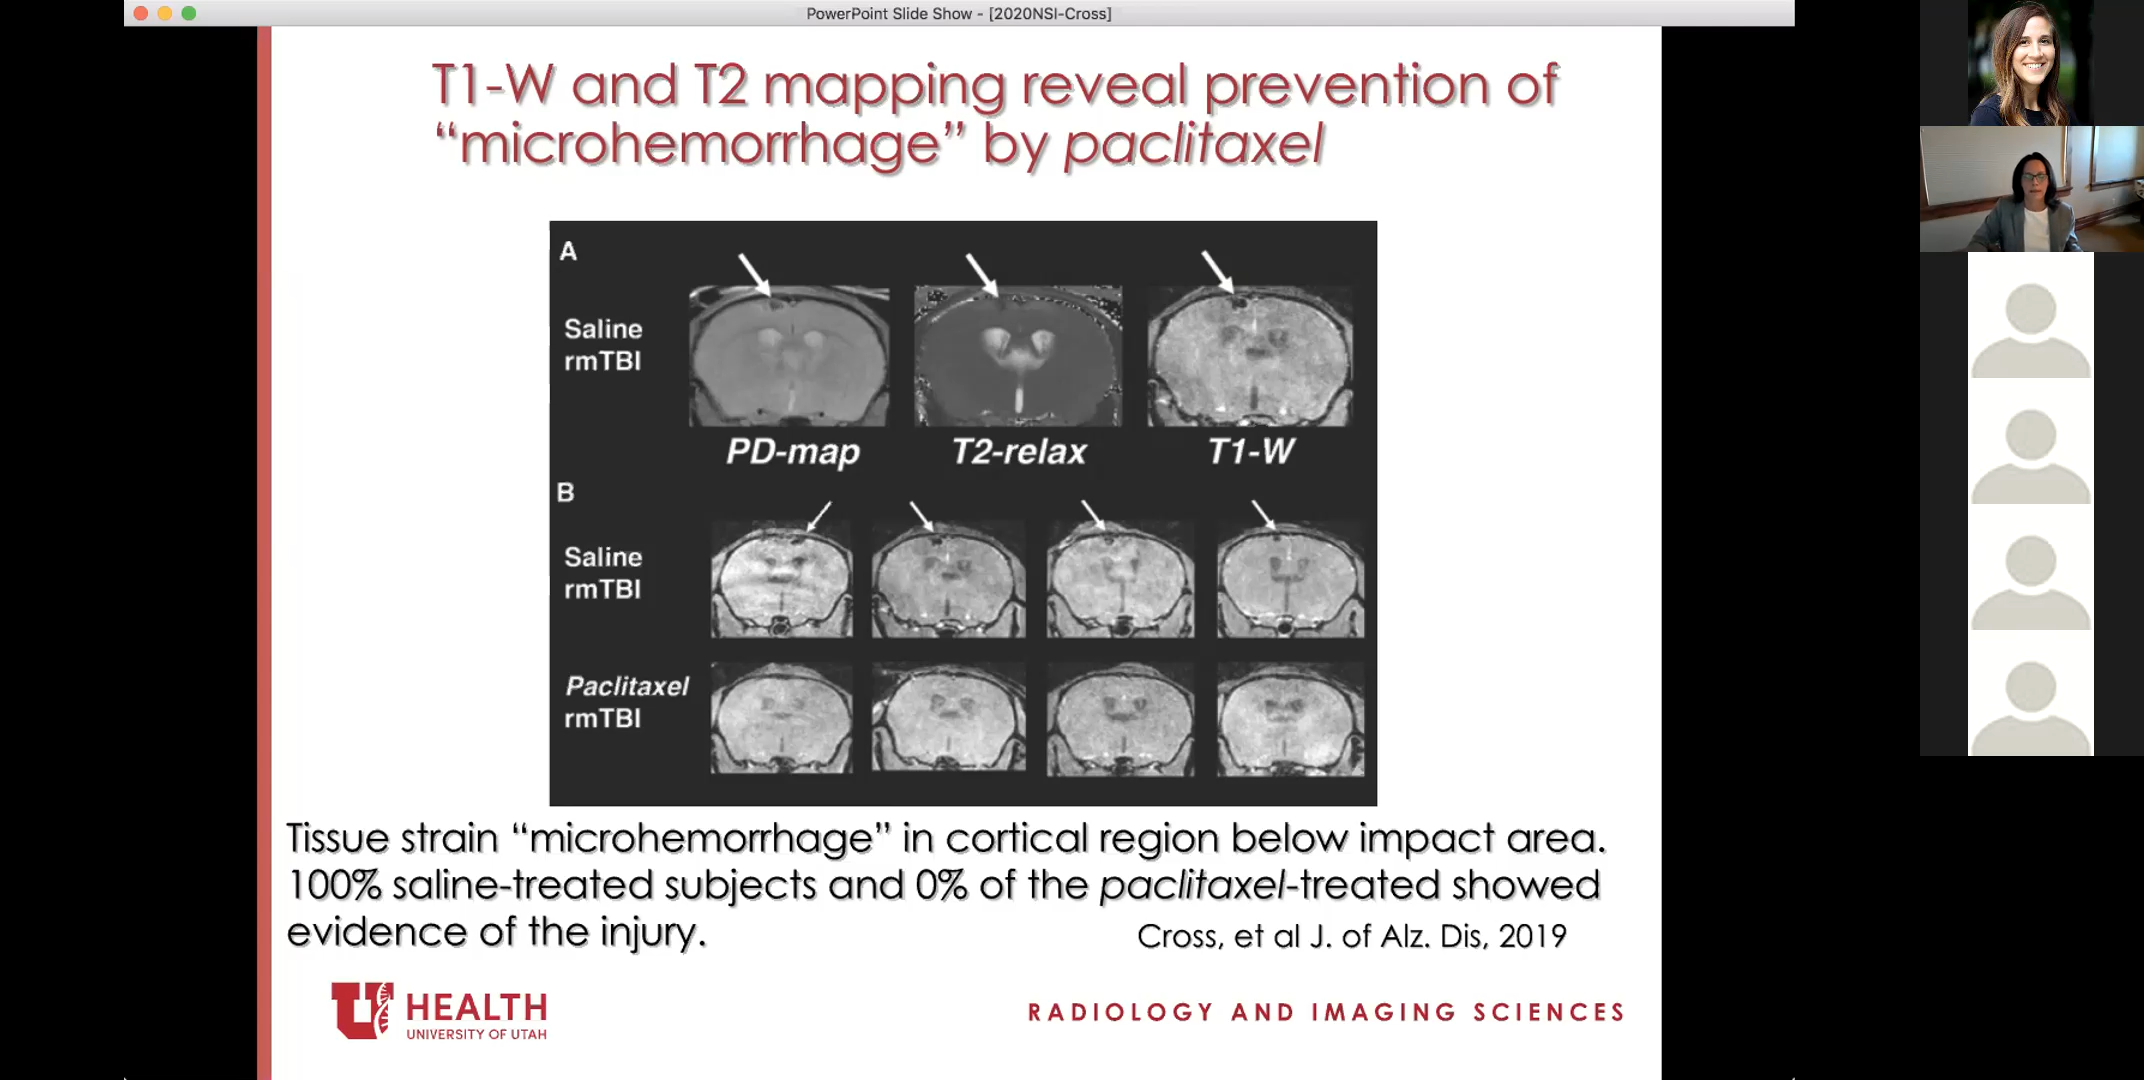 PowerPoint Slide Show - [2020NSI-Cross]
T1-W and T2 mapping reveal prevention of
“microhemorrhage” by paclitaxel
A
Saline
rmTBI
PD-map
T2-relax
T1-W
B
Saline
rmTBI
Paclitaxel
rmTBI
Tissue strain “microhemorrhage” in cortical region below impact area.
100% saline-treated subjects and 0% of the paclitaxel-treated showed
evidence of the injury.
Cross, et al J. of Alz. Dis, 2019
U HEALTH
UNIVERSITY OF UTAH
RADIOLOGY AND IMAGING SCIENCES